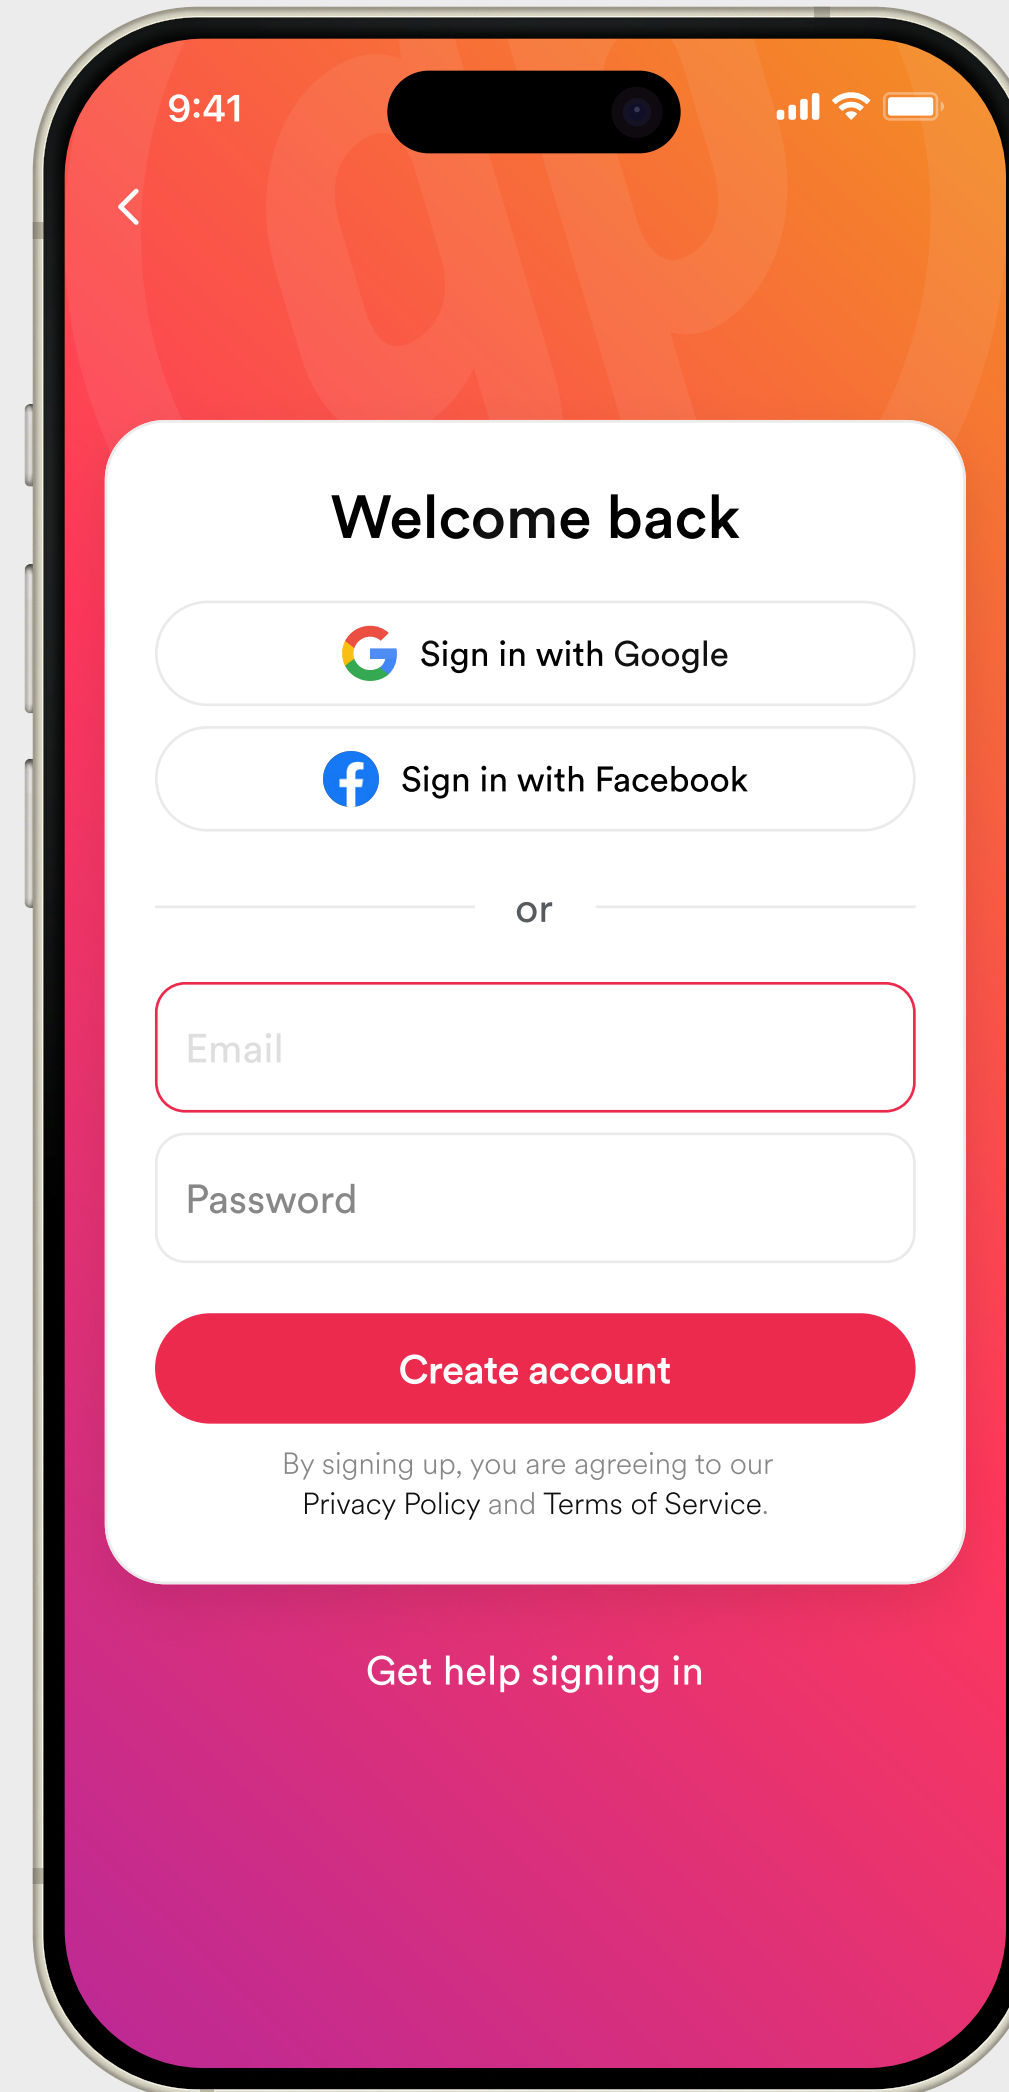 9:41
Welcome back
Sign in with Google
Sign in with Facebook
or
Email
Password
Create account
By signing up, you are agreeing to our
Privacy Policy and Terms of Service.
Get help signing in